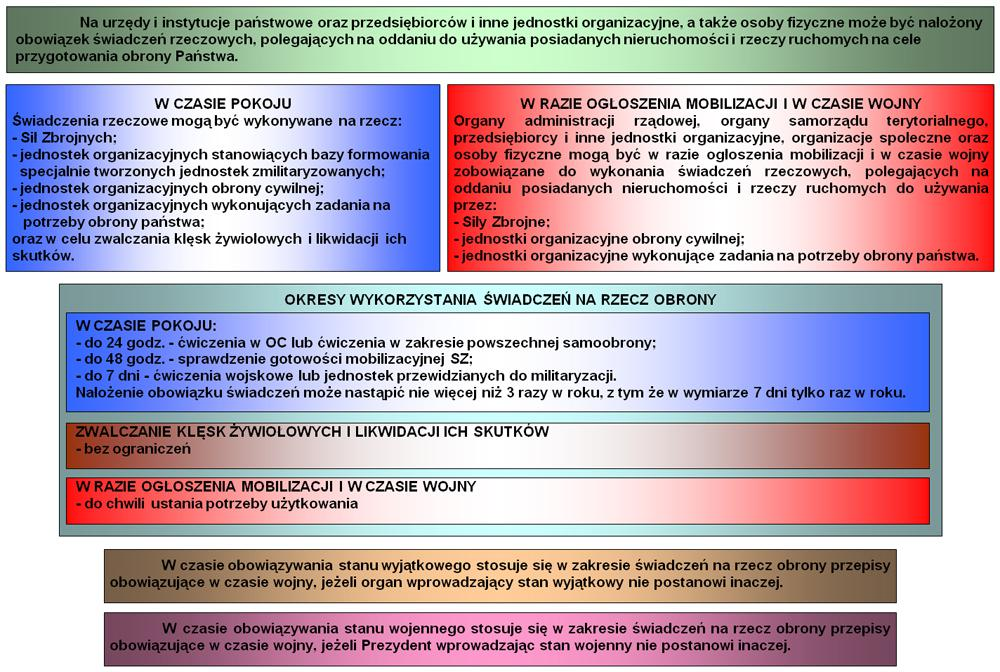 Na urzędy i instytucje państwowe oraz przedsiębiorców i inne jednostki organizacyjne, a także osoby fizyczne może być nałożony
obowiązek świadczeń rzeczowych, polegających na oddaniu do używania posiadanych nieruchomości i rzeczy ruchomych na cele
przygotowania obrony Państwa.
W CZASIE POKOJU
Świadczenia rzeczowe mogą być wykonywane na rzecz:
- Sił Zbrojnych;
- jednostek organizacyjnych stanowiących bazy formowania
specjalnie tworzonych jednostek zmilitaryzowanych;
- jednostek organizacyjnych obrony cywilnej;
- jednostek organizacyjnych wykonujących zadania na
potrzeby obrony państwa;
oraz w celu zwalczania klęsk żywiołowych i likwidacji ich
skutków.
W RAZIE OGŁOSZENIA MOBILIZACJI I W CZASIE WOJNY
Organy administracji rządowej, organy samorządu terytorialnego,
przedsiębiorcy i inne jednostki organizacyjne, organizacje społeczne oraz
osoby fizyczne mogą być w razie ogłoszenia mobilizacji i w czasie wojny
zobowiązane do wykonania świadczeń rzeczowych, polegających na
oddaniu posiadanych nieruchomości i rzeczy ruchomych do używania
przez:
- Siły Zbrojne;
- jednostki organizacyjne obrony cywilnej;
- jednostki organizacyjne wykonujące zadania na potrzeby obrony państwa.
OKRESY WYKORZYSTANIA ŚWIADCZEŃ NA RZECZ OBRONY
W CZASIE POKOJU:
- do 24 godz. - ćwiczenia w OC lub ćwiczenia w zakresie powszechnej samoobrony;
- do 48 godz. - sprawdzenie gotowości mobilizacyjnej SZ;
- do 7 dni - ćwiczenia wojskowe lub jednostek przewidzianych do militaryzacji.
Nałożenie obowiązku świadczeń może nastąpić nie więcej niż 3 razy w roku, z tym że w wymiarze 7 dni tylko raz w roku.
ZWALCZANIE KLĘSK ŻYWIOŁOWYCH I LIKWIDACJI ICH SKUTKÓW
- bez ograniczeń
W RAZIE OGŁOSZENIA MOBILIZACJI I W CZASIE WOJNY
- do chwili ustania potrzeby użytkowania
W czasie obowiązywania stanu wyjątkowego stosuje się w zakresie świadczeń na rzecz obrony przepisy
obowiązujące w czasie wojny, jeżeli organ wprowadzający stan wyjątkowy nie postanowi inaczej.
W czasie obowiązywania stanu wojennego stosuje się w zakresie świadczeń na rzecz obrony przepisy
obowiązujące w czasie wojny, jeżeli Prezydent wprowadzając stan wojenny nie postanowi inaczej.